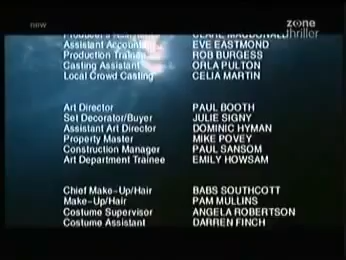 new
zone
thriller
CLARE MACDONALD
Assistant Accountant EVE EASTMOND
Production Trainee ROB BURGESS
Casting Assistant ORLA PULTON
Local Crowd Casting CELIA MARTIN
Art Director PAUL BOOTH
Set Decorator/Buyer JULIE SIGNY
Assistant Art Director DOMINIC HYMAN
Property Master MIKE POVEY
Construction Manager PAUL SANSOM
Art Department Trainee EMILY HOWSAM
Chief Make-Up/Hair BABS SOUTHCOTT
Make-Up/Hair PAM MULLINS
Costume Supervisor ANGELA ROBERTSON
Costume Assistant DARREN FINCH